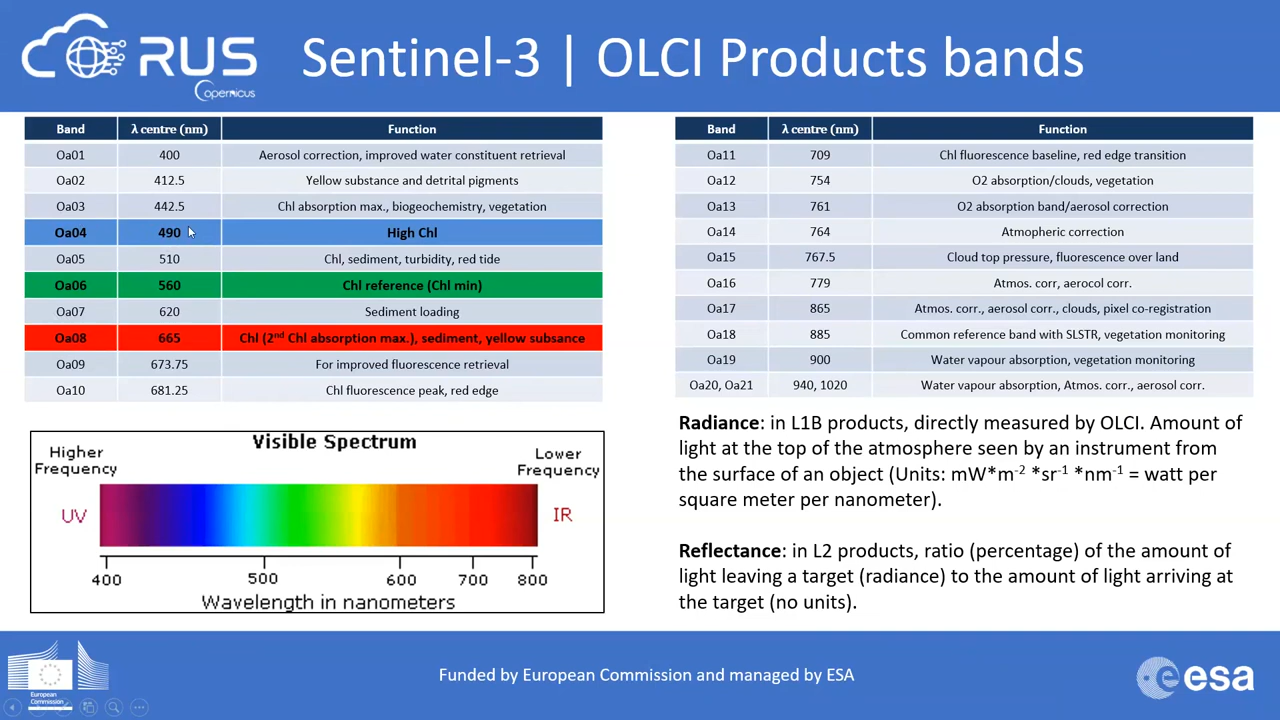 RUS
Copernicus
Sentinel-3 | OLCI Products bands
Band λ centre (nm) Function
Oa01 400 Aerosol correction, improved water constituent retrieval
Oa02 412.5 Yellow substance and detrital pigments
Oa03 442.5 Chl absorption max., biogeochemistry, vegetation
Oa04 490 High Chl
Oa05 510 Chl, sediment, turbidity, red tide
Oa06 560 Chl reference (Chl min)
Oa07 620 Sediment loading
Oa08 665 Chl (2nd Chl absorption max.), sediment, yellow subsance
Oa09 673.75 For improved fluorescence retrieval
Oa10 681.25 Chl fluorescence peak, red edge
Band λ centre (nm) Function
Oa11 709 Chl fluorescence baseline, red edge transition
Oa12 754 O2 absorption/clouds, vegetation
Oa13 761 O2 absorption band/aerosol correction
Oa14 764 Atmospheric correction
Oa15 767.5 Cloud top pressure, fluorescence over land
Oa16 779 Atmos. corr, aerocol corr.
Oa17 865 Atmos. corr., aerosol corr., clouds, pixel co-registration
Oa18 885 Common reference band with SLSTR, vegetation monitoring
Oa19 900 Water vapour absorption, vegetation monitoring
Oa20, Oa21 940, 1020 Water vapour absorption, Atmos. corr., aerosol corr.
Visible Spectrum
Higher
Frequency
Lower
Frequency
UV
IR
400 500 600 700 800
Wavelength in nanometers
Radiance: in L1B products, directly measured by OLCI. Amount of
light at the top of the atmosphere seen by an instrument from
the surface of an object (Units: mW*m-2 *sr-1 *nm-1 = watt per
square meter per nanometer).
Reflectance: in L2 products, ratio (percentage) of the amount of
light leaving a target (radiance) to the amount of light arriving at
the target (no units).
European
Commission
Funded by European Commission and managed by ESA
esa